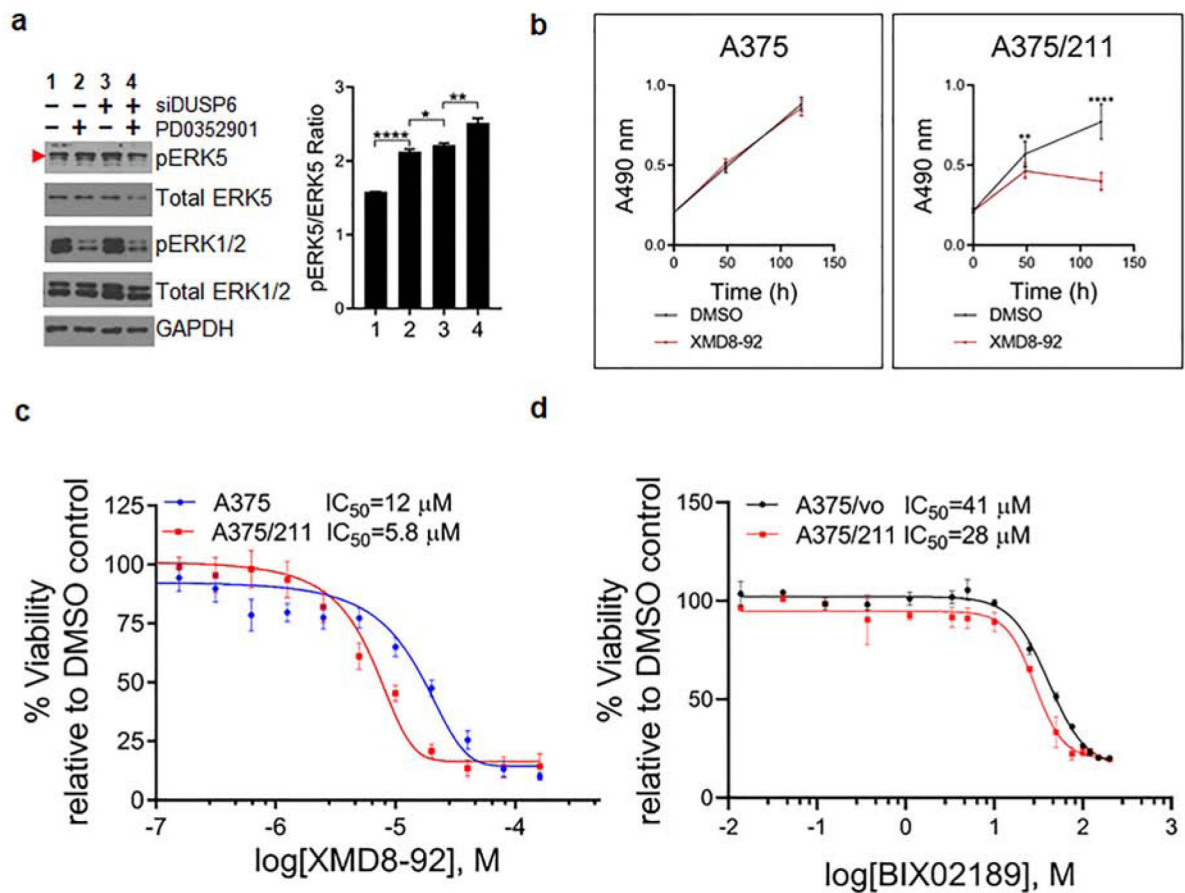 a
1 2 3 4
− − + + siDUSP6
− + − + PD0352901
pERK5
Total ERK5
pERK1/2
Total ERK1/2
GAPDH
pERK5/ERK5 Ratio
3
2
1
0
**** * **
1 2 3 4
b
A375
A490 nm
1.0
0.5
0.0
0 50 100 150
Time (h)
DMSO
XMD8-92
A375/211
A490 nm
1.0
0.5
0.0
** ****
0 50 100 150
Time (h)
DMSO
XMD8-92
c
% Viability
relative to DMSO control
125
100
75
50
25
0
A375 IC50=12 μM
A375/211 IC50=5.8 μM
-7 -6 -5 -4
log[XMD8-92], M
d
% Viability
relative to DMSO control
150
100
50
0
A375/vo IC50=41 μM
A375/211 IC50=28 μM
-2 -1 0 1 2 3
log[BIX02189], M